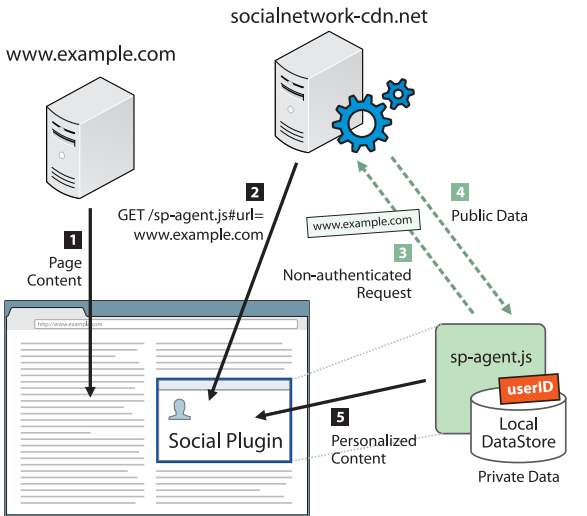 socialnetwork-cdn.net
www.example.com
2
GET /sp-agent.js#url=
www.example.com
4
Public Data
www.example.com
1
Page
Content
3
Non-authenticated
Request
http://www.example.com
sp-agent.js
userID
Local
DataStore
Private Data
5
Personalized
Content
Social Plugin